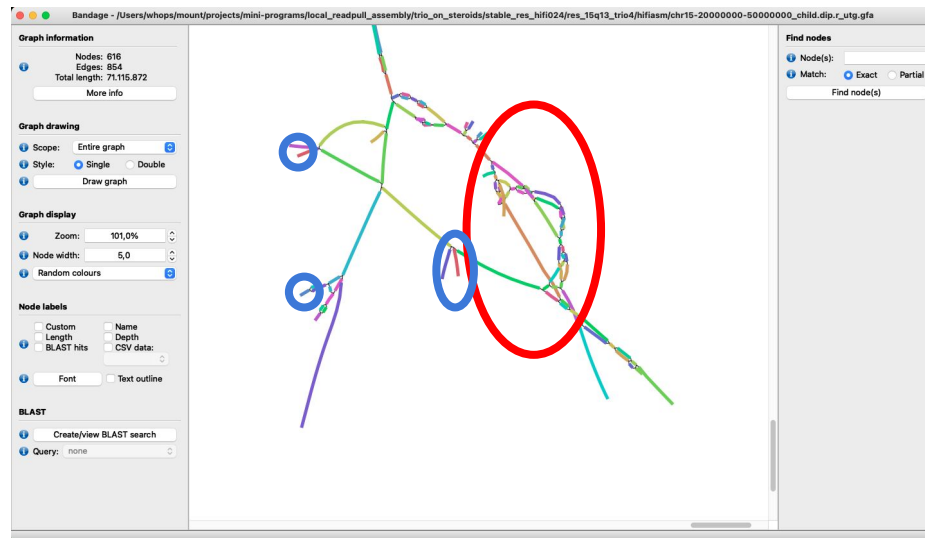 Bandage - /Users/whops/mount/projects/mini-programs/local_readpull_assembly/trio_on_steroids/stable_res_hifi024/res_15q13_trio4/hifiasm/chr15-20000000-50000000_child.dip.r_utg.gfa
Graph information
Nodes: 616
Edges: 854
Total length: 71.115.872
More info
Graph drawing
Scope: Entire graph
Style: Single Double
Draw graph
Graph display
Zoom: 101,0%
Node width: 5,0
Random colours
Node labels
Custom Name
Length Depth
BLAST hits CSV data:
Font Text outline
BLAST
Create/view BLAST search
Query: none
Find nodes
Node(s):
Match: Exact Partial
Find node(s)